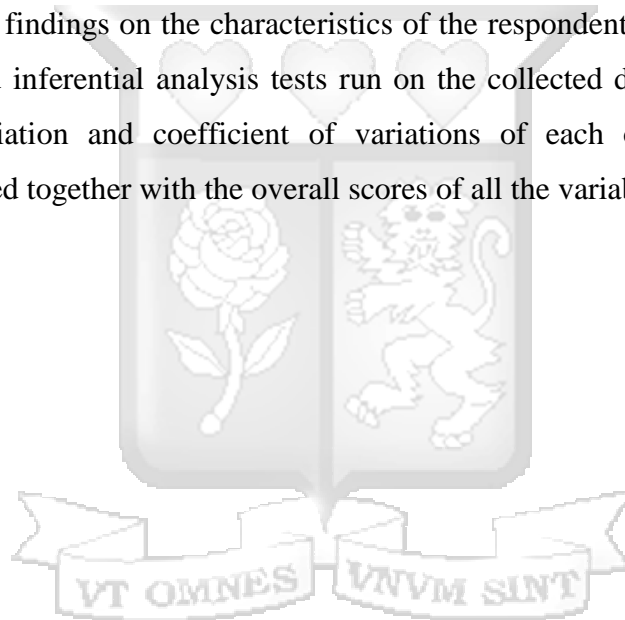 findings on the characteristics of the respondent
inferential analysis tests run on the collected d
iation and coefficient of variations of each
ed together with the overall scores of all the variab
VT OMNES VNVM SINT